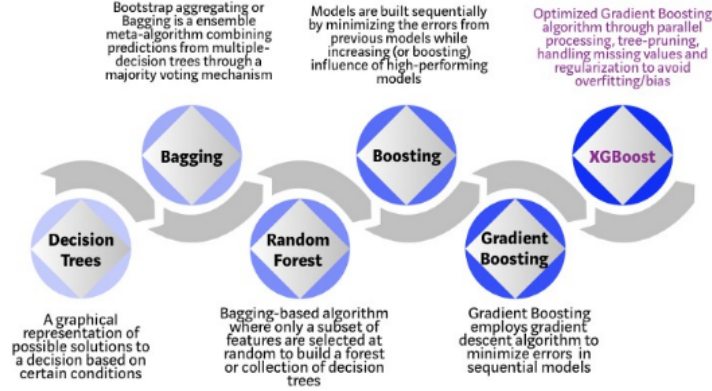 Bootstrap aggregating or
Bagging is a ensemble
meta-algorithm combining
predictions from multiple-
decision trees through a
majority voting mechanism
Models are built sequentially
by minimizing the errors from
previous models while
increasing (or boosting)
influence of high-performing
models
Optimized Gradient Boosting
algorithm through parallel
processing, tree-pruning,
handling missing values and
regularization to avoid
overfitting/bias
Bagging
Boosting
XGBoost
Decision
Trees
Random
Forest
Gradient
Boosting
A graphical
representation of
possible solutions to
a decision based on
certain conditions
Bagging-based algorithm
where only a subset of
features are selected at
random to build a forest
or collection of decision
trees
Gradient Boosting
employs gradient
descent algorithm to
minimize errors in
sequential models